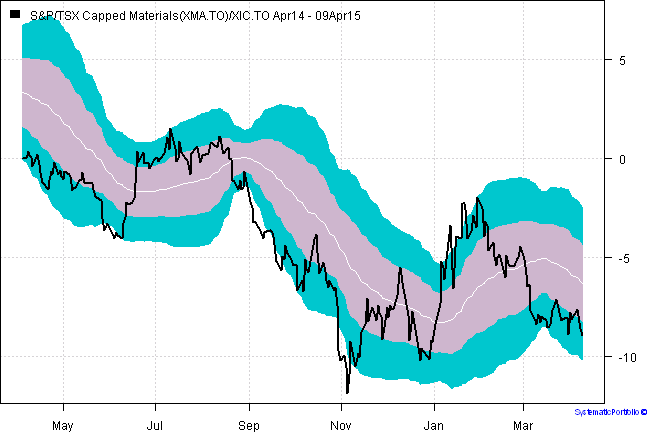 S&P/TSX Capped Materials(XMA.TO)/XIC.TO Apr14 - 09Apr15
5
0
-5
-10
May Jul Sep Nov Jan Mar
SystematicPortfolio ©